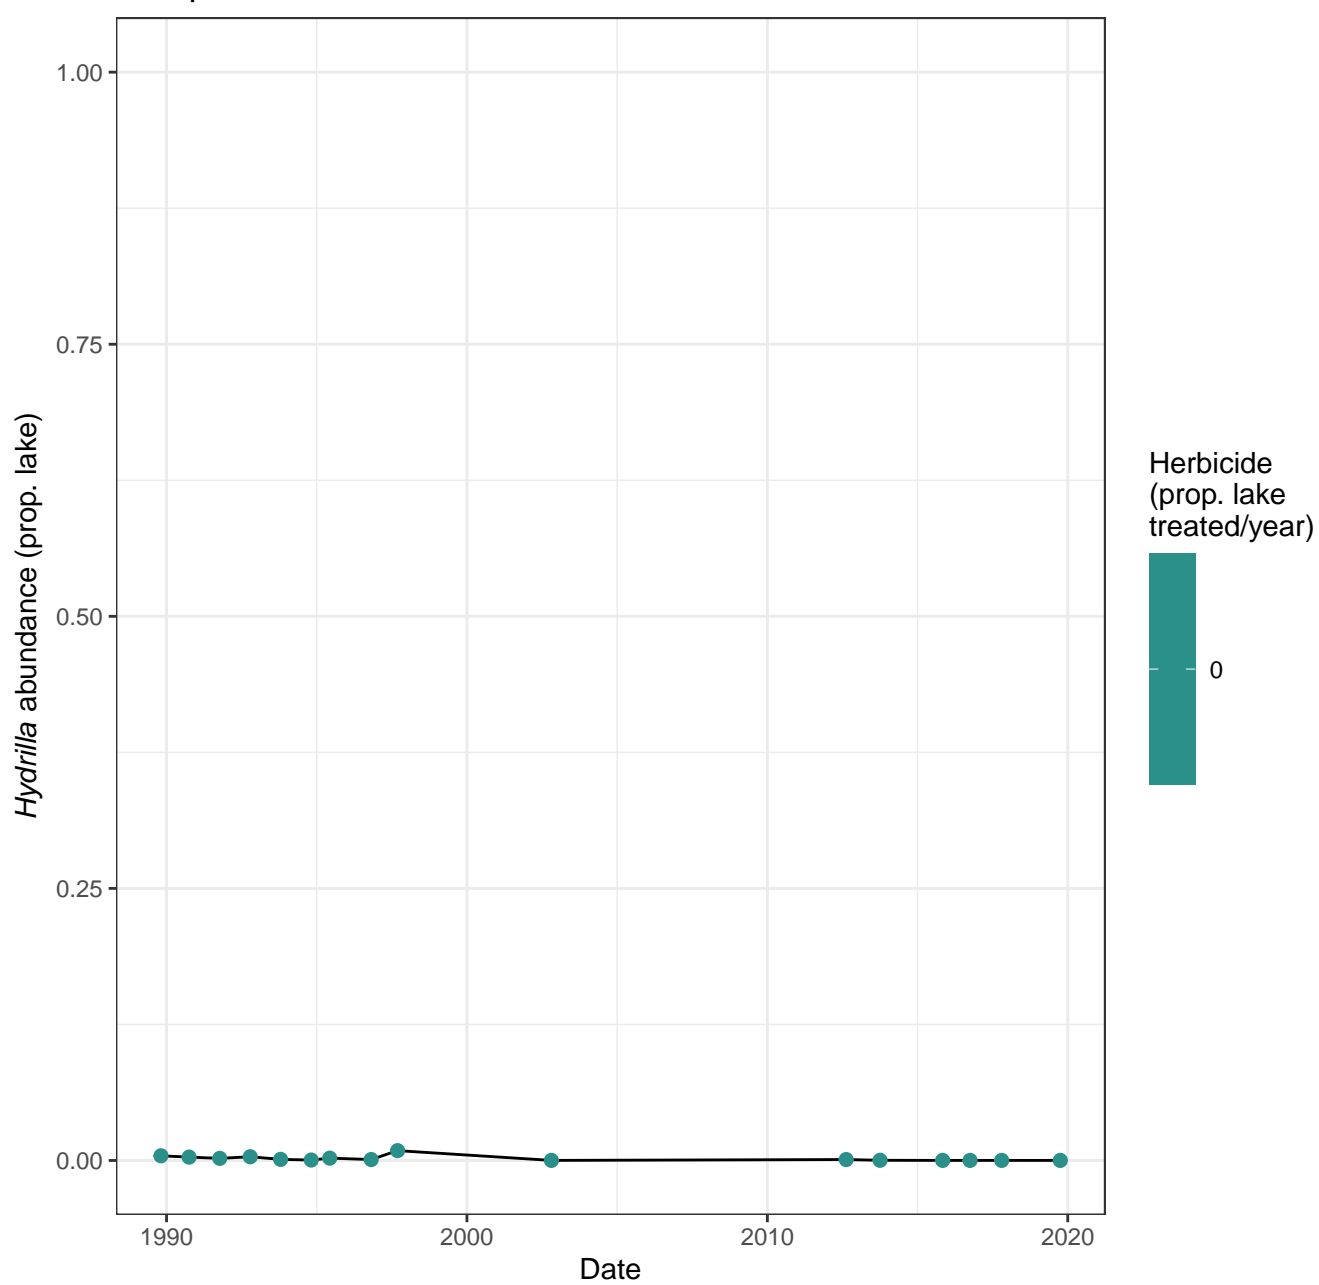 1.00
0.75
0.50
0.25
0.00
Hydrilla abundance (prop. lake)
1990 2000 2010 2020
Date
Herbicide
(prop. lake
treated/year)
0